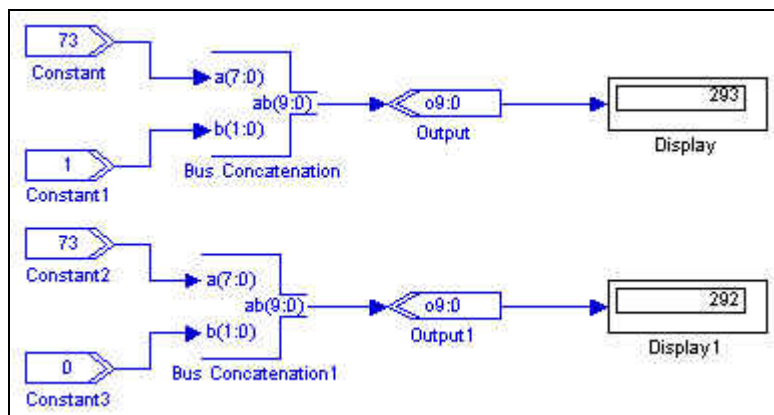 73
Constant
a(7:0)
ab(9:0)
o9:0
293
b(1:0)
Output
Display
1
Constant1
Bus Concatenation
73
Constant2
a(7:0)
ab(9:0)
o9:0
292
b(1:0)
Output1
Display1
0
Constant3
Bus Concatenation1